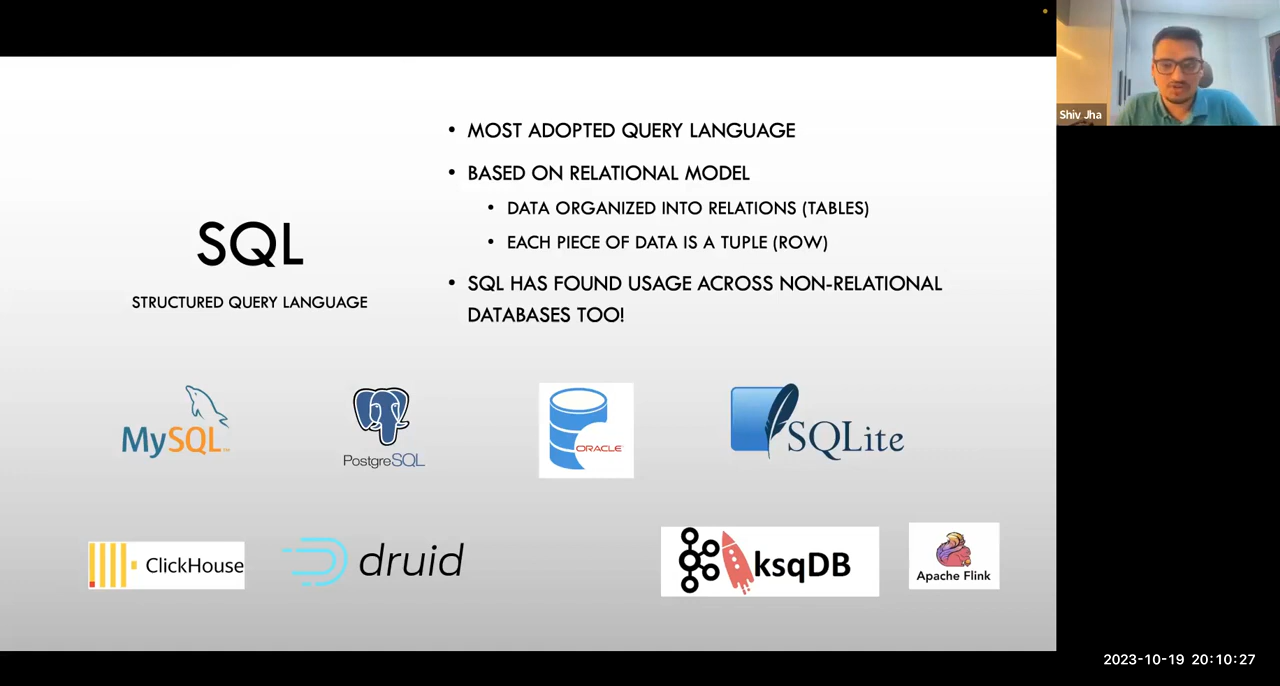 Shiv Jha
MOST ADOPTED QUERY LANGUAGE
BASED ON RELATIONAL MODEL
DATA ORGANIZED INTO RELATIONS (TABLES)
EACH PIECE OF DATA IS A TUPLE (ROW)
SQL HAS FOUND USAGE ACROSS NON-RELATIONAL
DATABASES TOO!
SQL
STRUCTURED QUERY LANGUAGE
MySQL™
PostgreSQL
ORACLE
SQLite
ClickHouse
druid
ksqDB
Apache Flink
2023-10-19 20:10:27